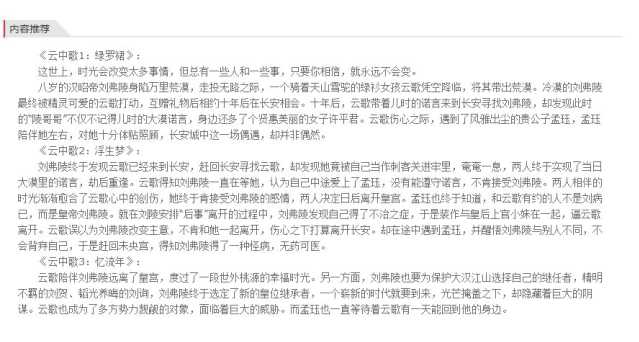 内容推荐
《云中歌1：绿罗裙》：
这世上，时光会改变太多事情，但总有一些人和一些事，只要你相信，就永远不会变。
八岁的汉昭帝刘弗陵身陷万里荒漠，走投无路之际，一个骑着天山雪驼的绿衫女孩云歌凭空降临，将其带出荒漠。冷漠的刘弗陵
最终被精灵可爱的云歌打动，互赠礼物后相约十年后在长安相会。十年后，云歌带着儿时的诺言来到长安寻找刘弗陵，却发现此时
的“陵哥哥”不仅不记得儿时的大漠诺言，身边还多了个贤惠美丽的女子许平君。云歌伤心之际，遇到了风雅出尘的贵公子孟珏，孟珏
陪伴她左右，对她十分体贴照顾，长安城中这一场偶遇，却并非偶然。
《云中歌2：浮生梦》：
刘弗陵终于发现云歌已经来到长安，赶回长安寻找云歌，却发现她竟被自己当作刺客关进牢里，奄奄一息，两人终于实现了当日
大漠里的诺言，劫后重逢。云歌得知刘弗陵一直在等她，认为自己中途爱上了孟珏，没有能遵守诺言，不肯接受刘弗陵。两人相伴的
时光渐渐愈合了云歌心中的创伤，她终于肯接受刘弗陵的感情，两人决定日后离开皇宫。孟珏也终于知道，和云歌有约的人不是刘病
已，而是皇帝刘弗陵。就在刘陵安排“后事”离开的过程中，刘弗陵发现自己得了不治之症，于是装作与皇后上官小妹在一起，逼云歌
离开。云歌误以为刘弗陵改变主意，不肯和他一起离开，伤心之下打算离开长安。却在途中遇到孟珏，并醒悟刘弗陵与别人不同，不
会背弃自己，于是赶回未央宫，得知刘弗陵得了一种怪病，无药可医。
《云中歌3：忆流年》：
云歌陪伴刘弗陵远离了皇宫，度过了一段世外桃源的幸福时光。另一方面，刘弗陵也要为保护大汉江山选择自己的继任者，精明
不羁的刘贺、韬光养晦的刘询，刘弗陵终于选定了新的皇位继承者，一个崭新的时代就要到来，光芒掩盖之下，却隐藏着巨大的阴
谋。云歌也成为了多方势力觊觎的对象，面临着巨大的威胁。而孟珏也一直等待着云歌有一天能回到他的身边。